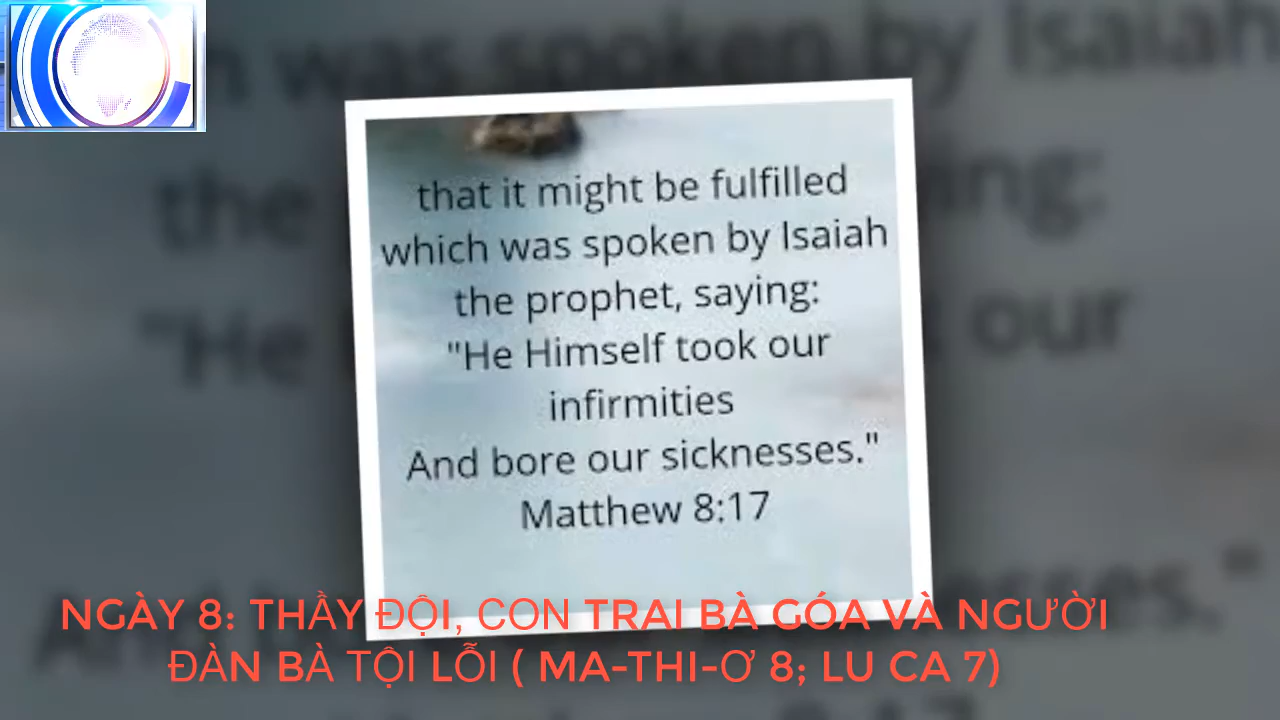 that it might be fulfilled
which was spoken by Isaiah
the prophet, saying:
"He Himself took our
infirmities
And bore our sicknesses."
Matthew 8:17
NGÀY 8: THẦY ĐỘI, CON TRAI BÀ GÓA VÀ NGƯỜI
ĐÀN BÀ TỘI LỖI ( MA-THI-Ơ 8; LU CA 7)